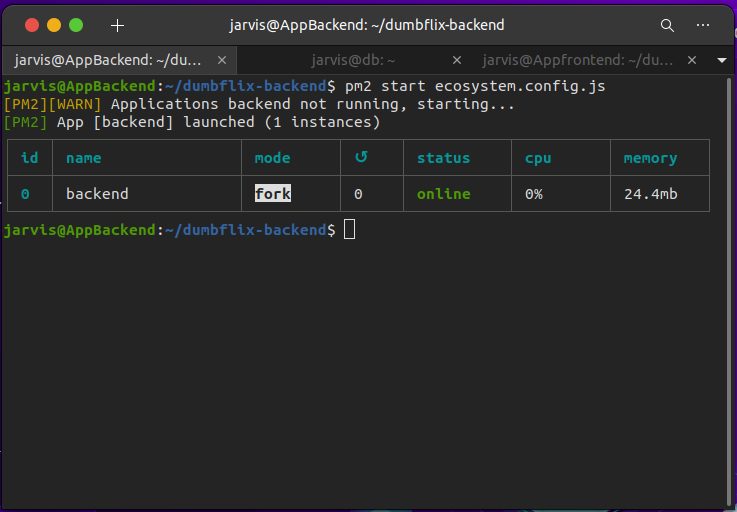 jarvis@AppBackend: ~/dumbflix-backend
jarvis@AppBackend: ~/du... jarvis@db: ~ jarvis@Appfrontend: ~/du...
jarvis@AppBackend:~/dumbflix-backend$ pm2 start ecosystem.config.js
[PM2][WARN] Applications backend not running, starting...
[PM2] App [backend] launched (1 instances)
id name mode ↺ status cpu memory
0 backend fork 0 online 0% 24.4mb
jarvis@AppBackend:~/dumbflix-backend$